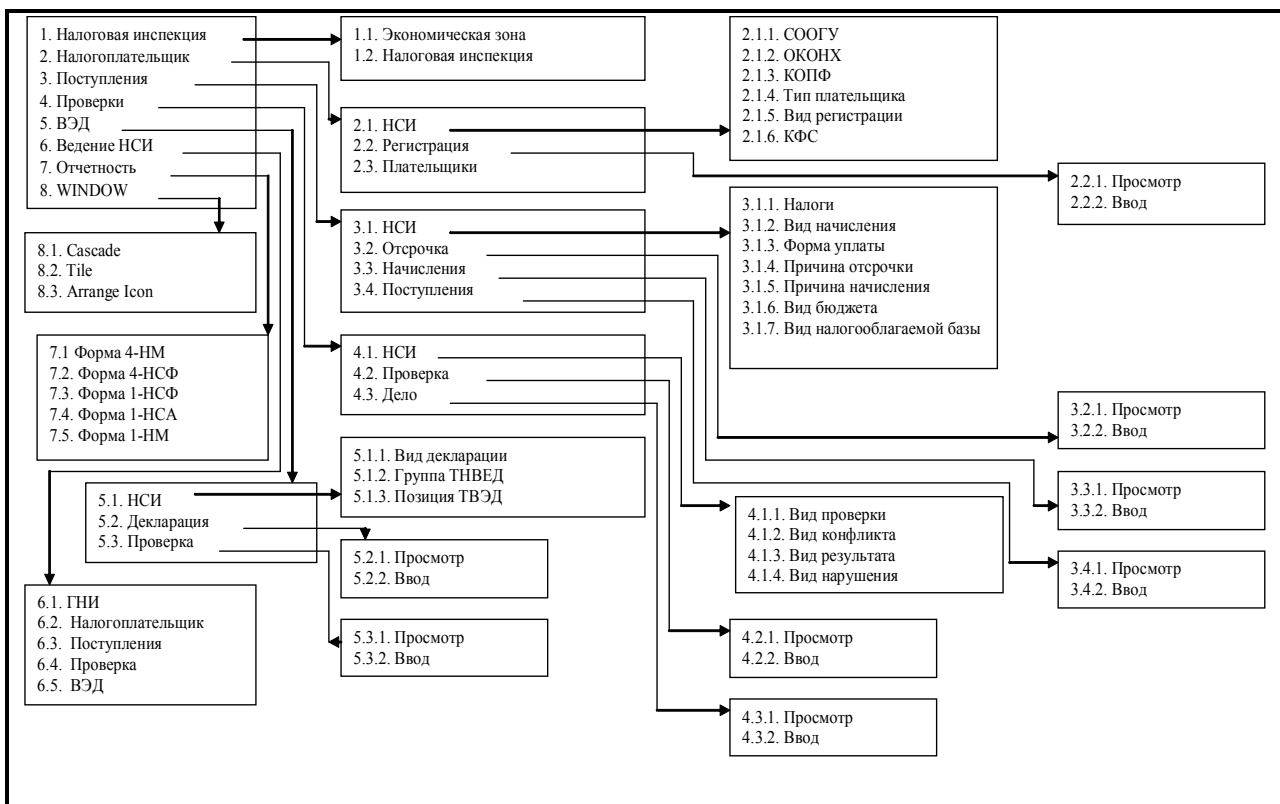 1. Налоговая инспекция
2. Налогоплательщик
3. Поступления
4. Проверки
5. ВЭД
6. Ведение НСИ
7. Отчетность
8. WINDOW
1.1. Экономическая зона
1.2. Налоговая инспекция
2.1.1. СООГУ
2.1.2. ОКОНХ
2.1.3. КОПФ
2.1.4. Тип плательщика
2.1.5. Вид регистрации
2.1.6. КФС
2.1. НСИ
2.2. Регистрация
2.3. Плательщики
2.2.1. Просмотр
2.2.2. Ввод
8.1. Cascade
8.2. Tile
8.3. Arrange Icon
3.1. НСИ
3.2. Отсрочка
3.3. Начисления
3.4. Поступления
3.1.1. Налоги
3.1.2. Вид начисления
3.1.3. Форма уплаты
3.1.4. Причина отсрочки
3.1.5. Причина начисления
3.1.6. Вид бюджета
3.1.7. Вид налогооблагаемой базы
7.1 Форма 4-НМ
7.2. Форма 4-НСФ
7.3. Форма 1-НСФ
7.4. Форма 1-НСА
7.5. Форма 1-НМ
4.1. НСИ
4.2. Проверка
4.3. Дело
3.2.1. Просмотр
3.2.2. Ввод
5.1.1. Вид декларации
5.1.2. Группа ТНВЕД
5.1.3. Позиция ТВЭД
5.1. НСИ
5.2. Декларация
5.3. Проверка
3.3.1. Просмотр
3.3.2. Ввод
4.1.1. Вид проверки
4.1.2. Вид конфликта
4.1.3. Вид результата
4.1.4. Вид нарушения
5.2.1. Просмотр
5.2.2. Ввод
3.4.1. Просмотр
3.4.2. Ввод
6.1. ГНИ
6.2. Налогоплательщик
6.3. Поступления
6.4. Проверка
6.5. ВЭД
5.3.1. Просмотр
5.3.2. Ввод
4.2.1. Просмотр
4.2.2. Ввод
4.3.1. Просмотр
4.3.2. Ввод